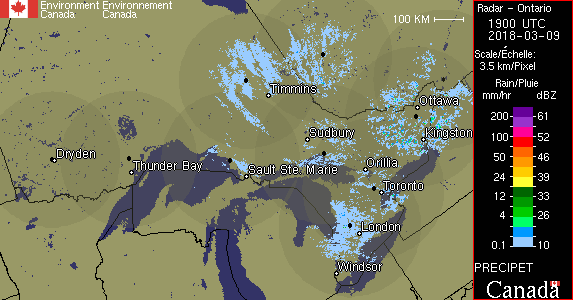 Environment Environnement
Canada Canada
100 KM
Radar - Ontario
1900 UTC
2018-03-09
Scale/Échelle:
3.5 km/Pixel
Rain/Pluie
mm/hr dBZ
200 61
100 52
50 46
24 39
12 33
4 26
0.1 10
Timmins
Ottawa
Sudbury
Kingston
Dryden
Thunder Bay
Sault Ste. Marie
Orillia
Toronto
London
Windsor
PRECIPET
Canada